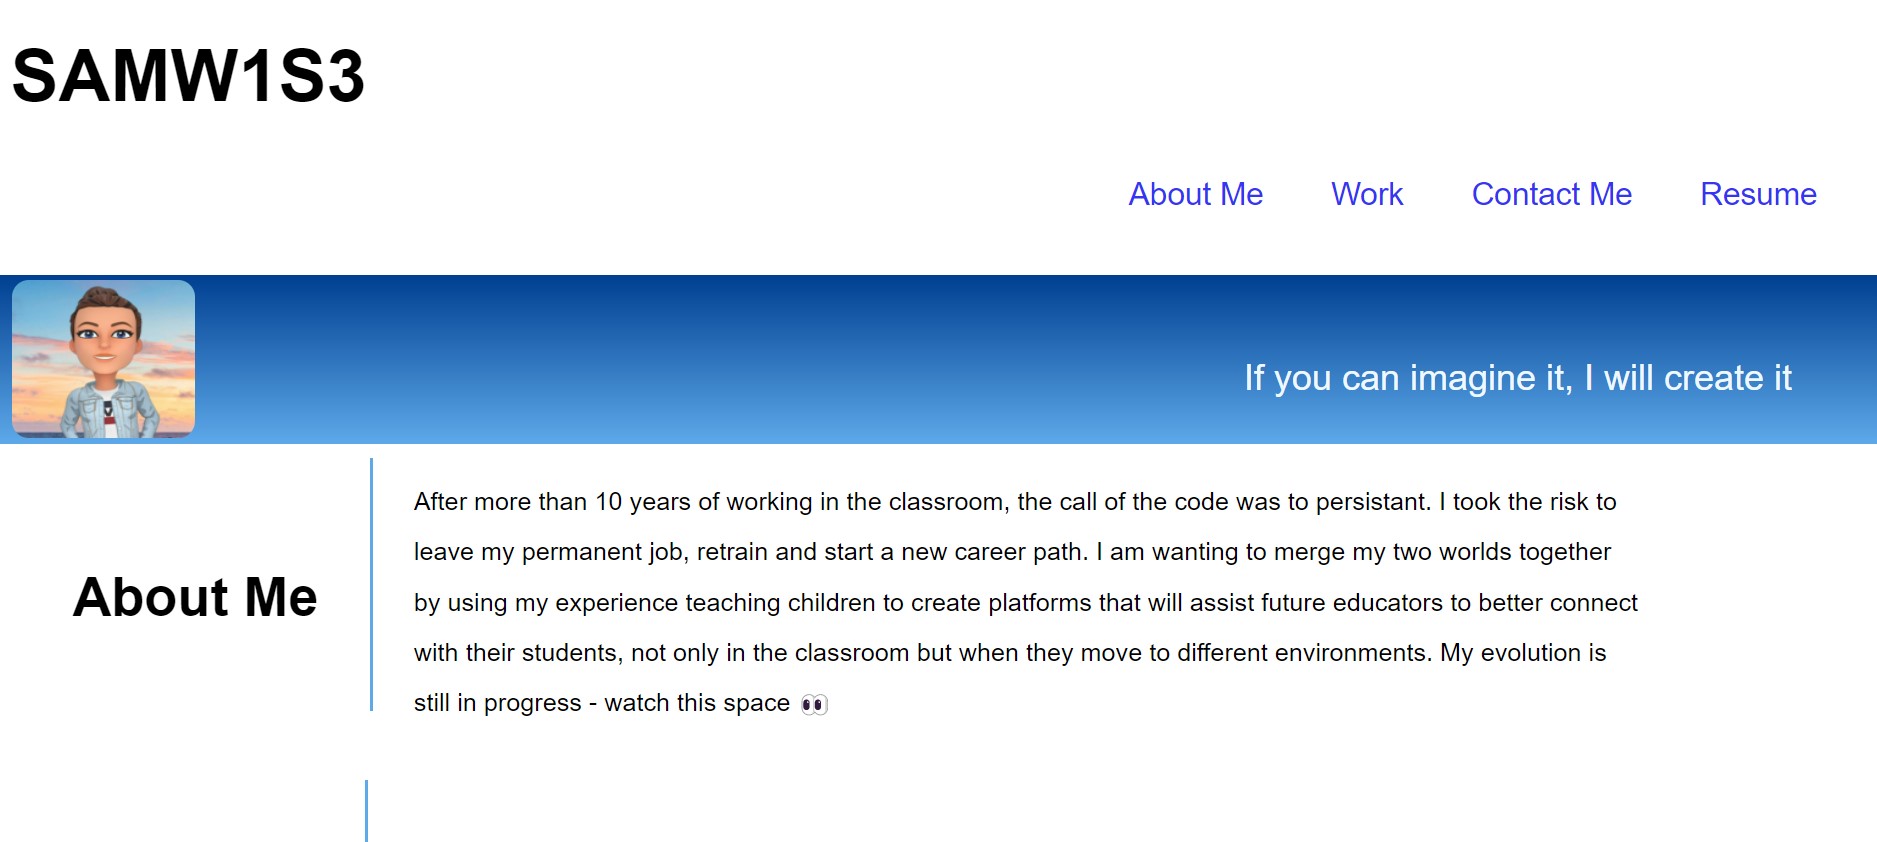 SAMW1S3
About Me Work Contact Me Resume
If you can imagine it, I will create it
About Me
After more than 10 years of working in the classroom, the call of the code was to persistant. I took the risk to
leave my permanent job, retrain and start a new career path. I am wanting to merge my two worlds together
by using my experience teaching children to create platforms that will assist future educators to better connect
with their students, not only in the classroom but when they move to different environments. My evolution is
still in progress - watch this space 👀